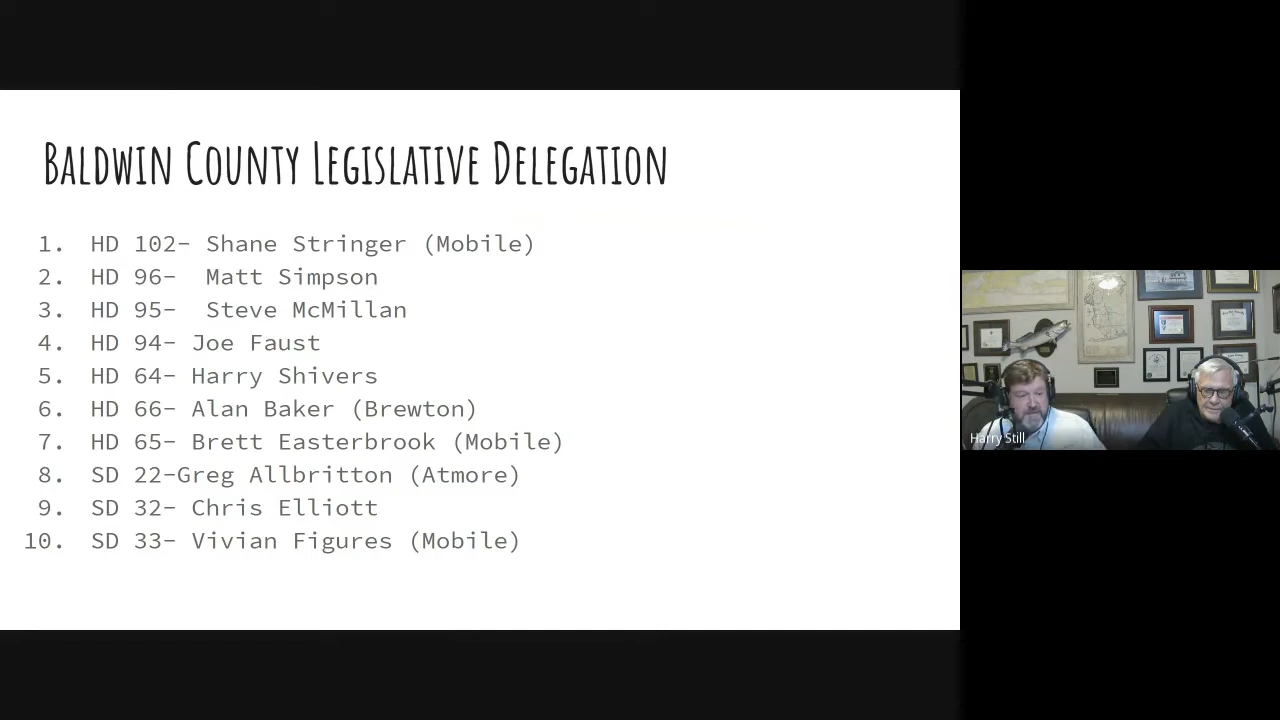 BALDWIN COUNTY LEGISLATIVE DELEGATION
1. HD 102- Shane Stringer (Mobile)
2. HD 96- Matt Simpson
3. HD 95- Steve McMillan
4. HD 94- Joe Faust
5. HD 64- Harry Shivers
6. HD 66- Alan Baker (Brewton)
7. HD 65- Brett Easterbrook (Mobile)
8. SD 22-Greg Allbritton (Atmore)
9. SD 32- Chris Elliott
10. SD 33- Vivian Figures (Mobile)
Harry Still